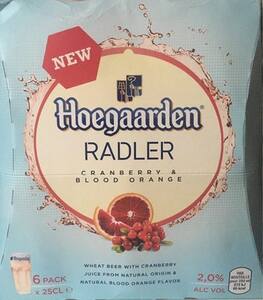 NEW
Hoegaarden®
RADLER
CRANBERRY &
BLOOD ORANGE
WHEAT BEER WITH CRANBERRY
JUICE FROM NATURAL ORIGIN &
NATURAL BLOOD ORANGE FLAVOR
6 PACK
x 25CL
2,0%
ALC VOL